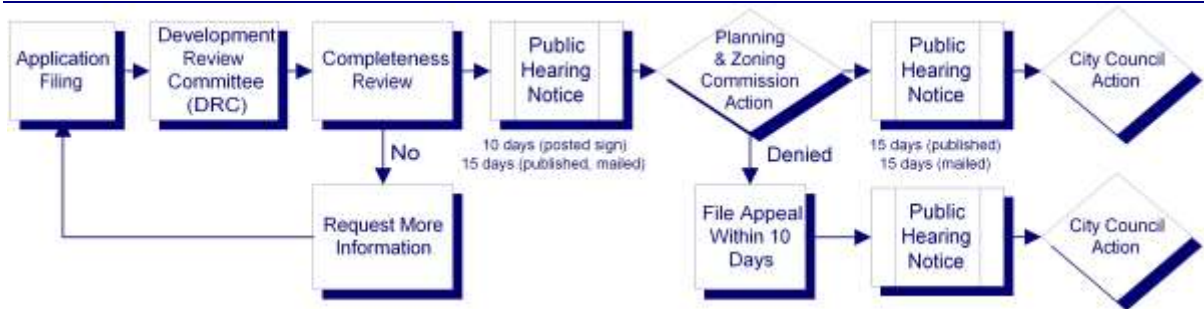 Application
Filing
Development
Review
Committee
(DRC)
Completeness
Review
Public
Hearing
Notice
10 days (posted sign)
15 days (published, mailed)
Planning
& Zoning
Commission
Action
Public
Hearing
Notice
15 days (published)
15 days (mailed)
City Council
Action
No
Request More
Information
Denied
File Appeal
Within 10
Days
Public
Hearing
Notice
City Council
Action